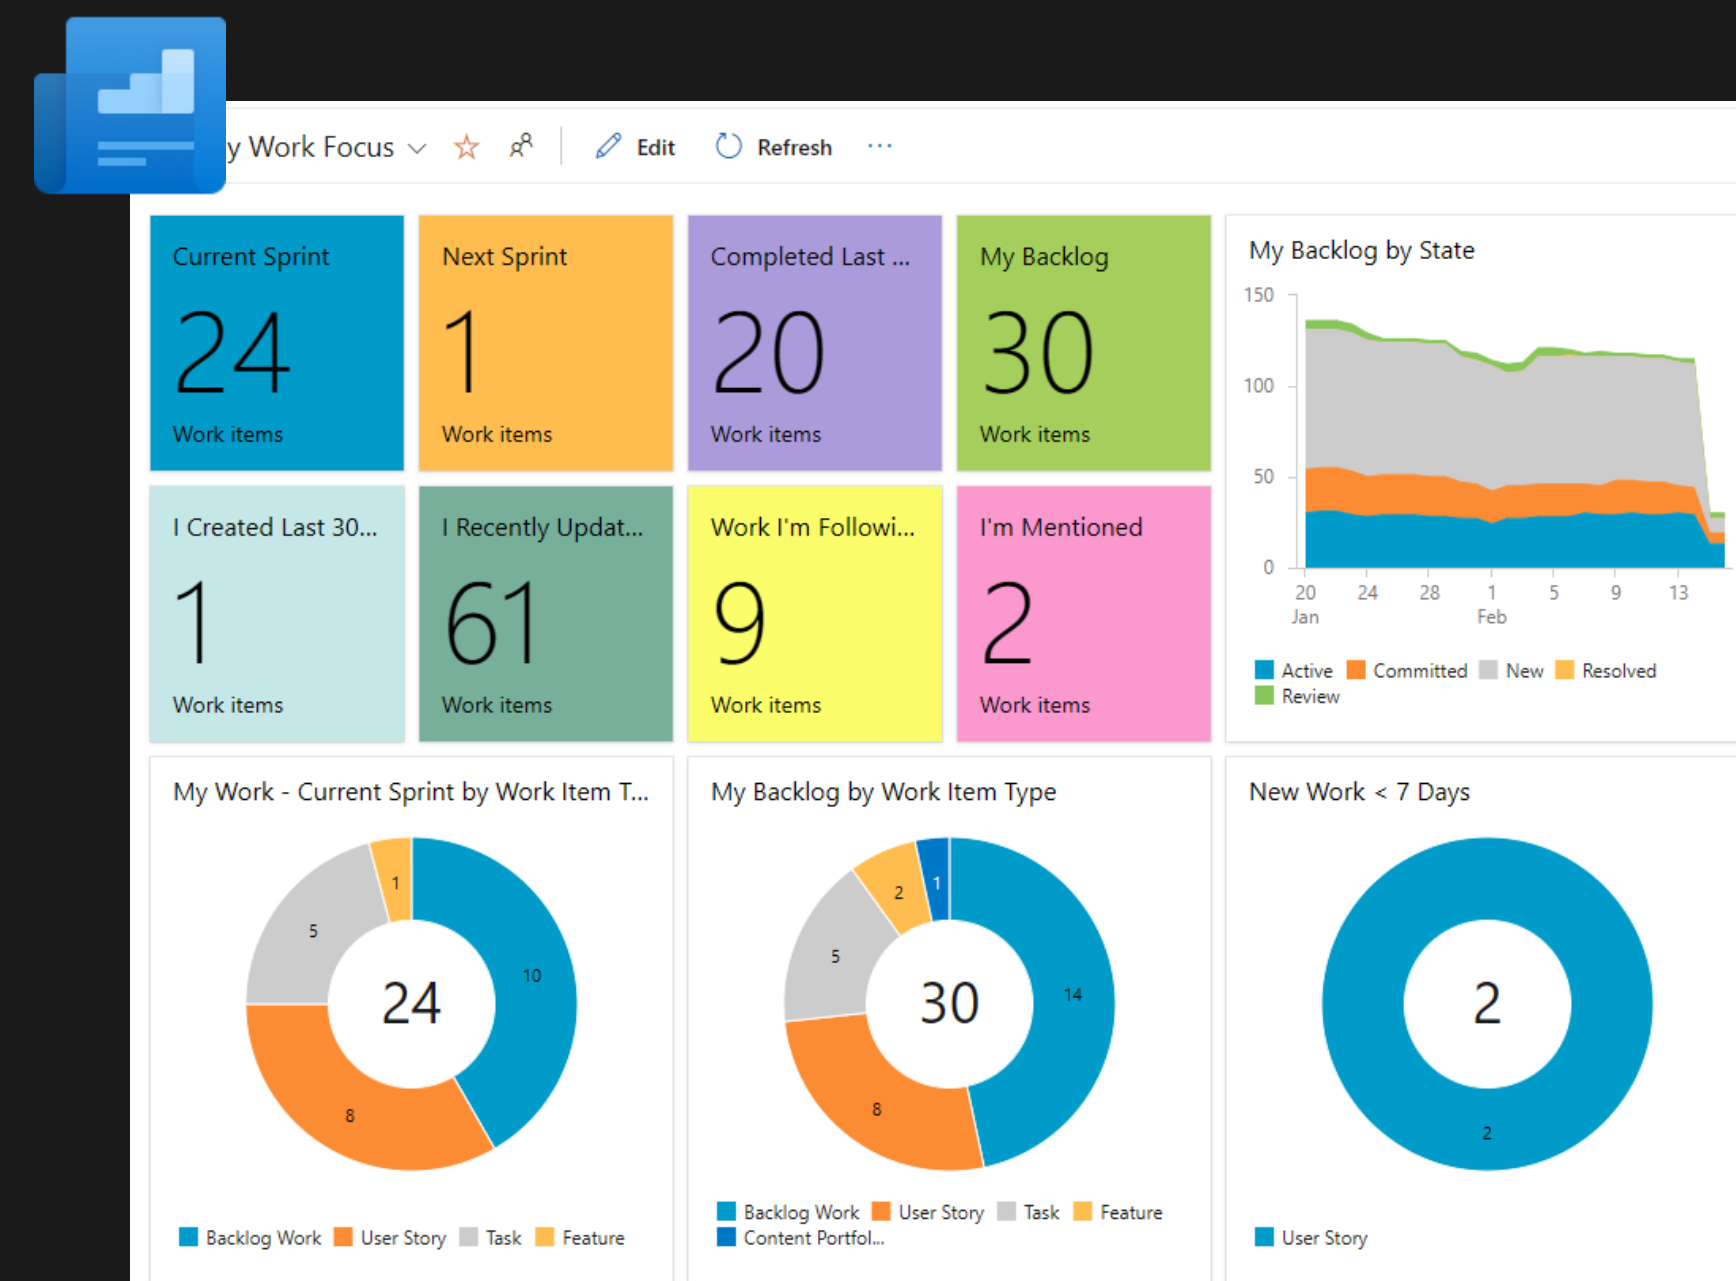 y Work Focus
Edit
Refresh
Current Sprint
24
Work items
Next Sprint
1
Work items
Completed Last ...
20
Work items
My Backlog
30
Work items
My Backlog by State
150
100
50
0
20 24 28 1 5 9 13
Jan Feb
Active Committed New Resolved
Review
I Created Last 30...
1
Work items
I Recently Updat...
61
Work items
Work I'm Followi...
9
Work items
I'm Mentioned
2
Work items
My Work - Current Sprint by Work Item T...
1
5
10
24
8
Backlog Work User Story Task Feature
My Backlog by Work Item Type
1
2
5
14
30
8
Backlog Work User Story Task Feature
Content Portfol...
New Work < 7 Days
2
2
User Story